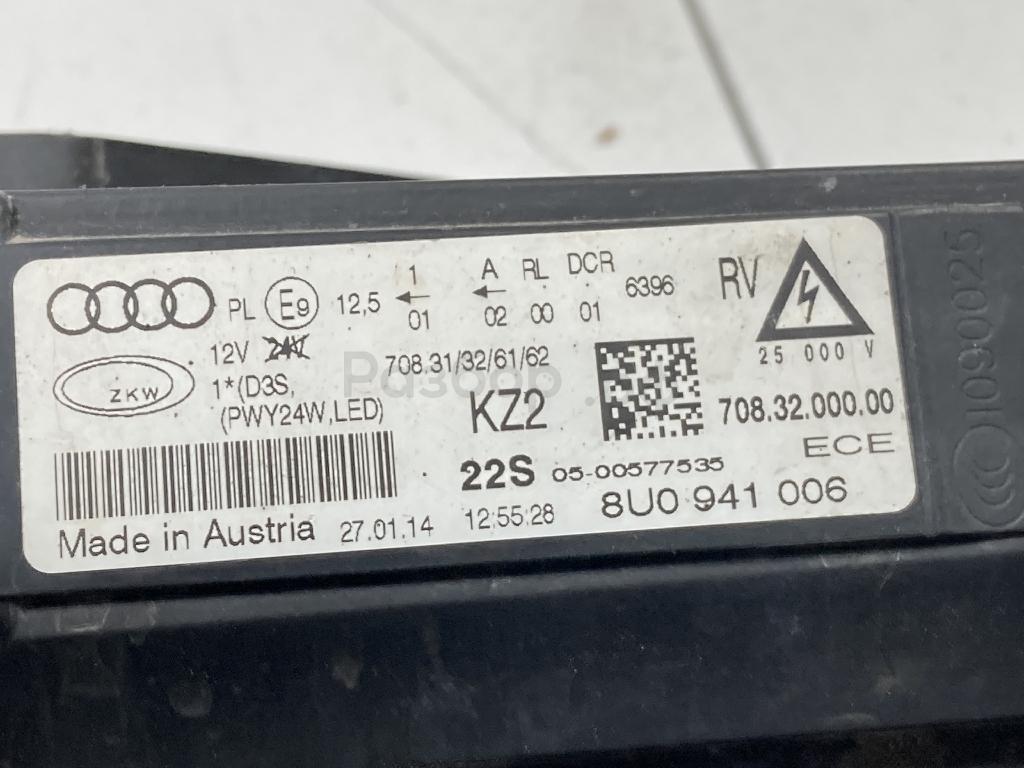 PL E9 12,5 1 01 A 02 RL 00 DCR 01 6396 RV
12V 24V 708.31/32/61/62 25 000 V
ZKW 1*(D3S,
(PWY24W,LED) KZ2 708.32.000.00
ECE
22S 05-00577535
Made in Austria 27.01.14 12:55:28 8U0 941 006
Разбор